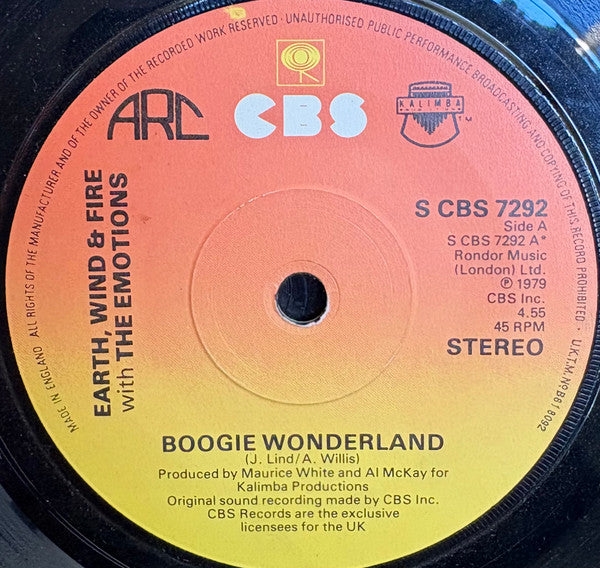 ALL RIGHTS OF THE MANUFACTURER AND OF THE OWNER OF THE RECORDED WORK RESERVED · UNAUTHORISED PUBLIC PERFORMANCE BROADCASTING AND COPYING OF THIS RECORD PROHIBITED · U.K.T.M. No B618092
MADE IN ENGLAND
ARC
CBS
KALIMBA
TM
EARTH, WIND & FIRE
with THE EMOTIONS
S CBS 7292
Side A
S CBS 7292 A*
Rondor Music
(London) Ltd.
℗ 1979
CBS Inc.
4.55
45 RPM
STEREO
BOOGIE WONDERLAND
(J. Lind/A. Willis)
Produced by Maurice White and Al McKay for
Kalimba Productions
Original sound recording made by CBS Inc.
CBS Records are the exclusive
licensees for the UK